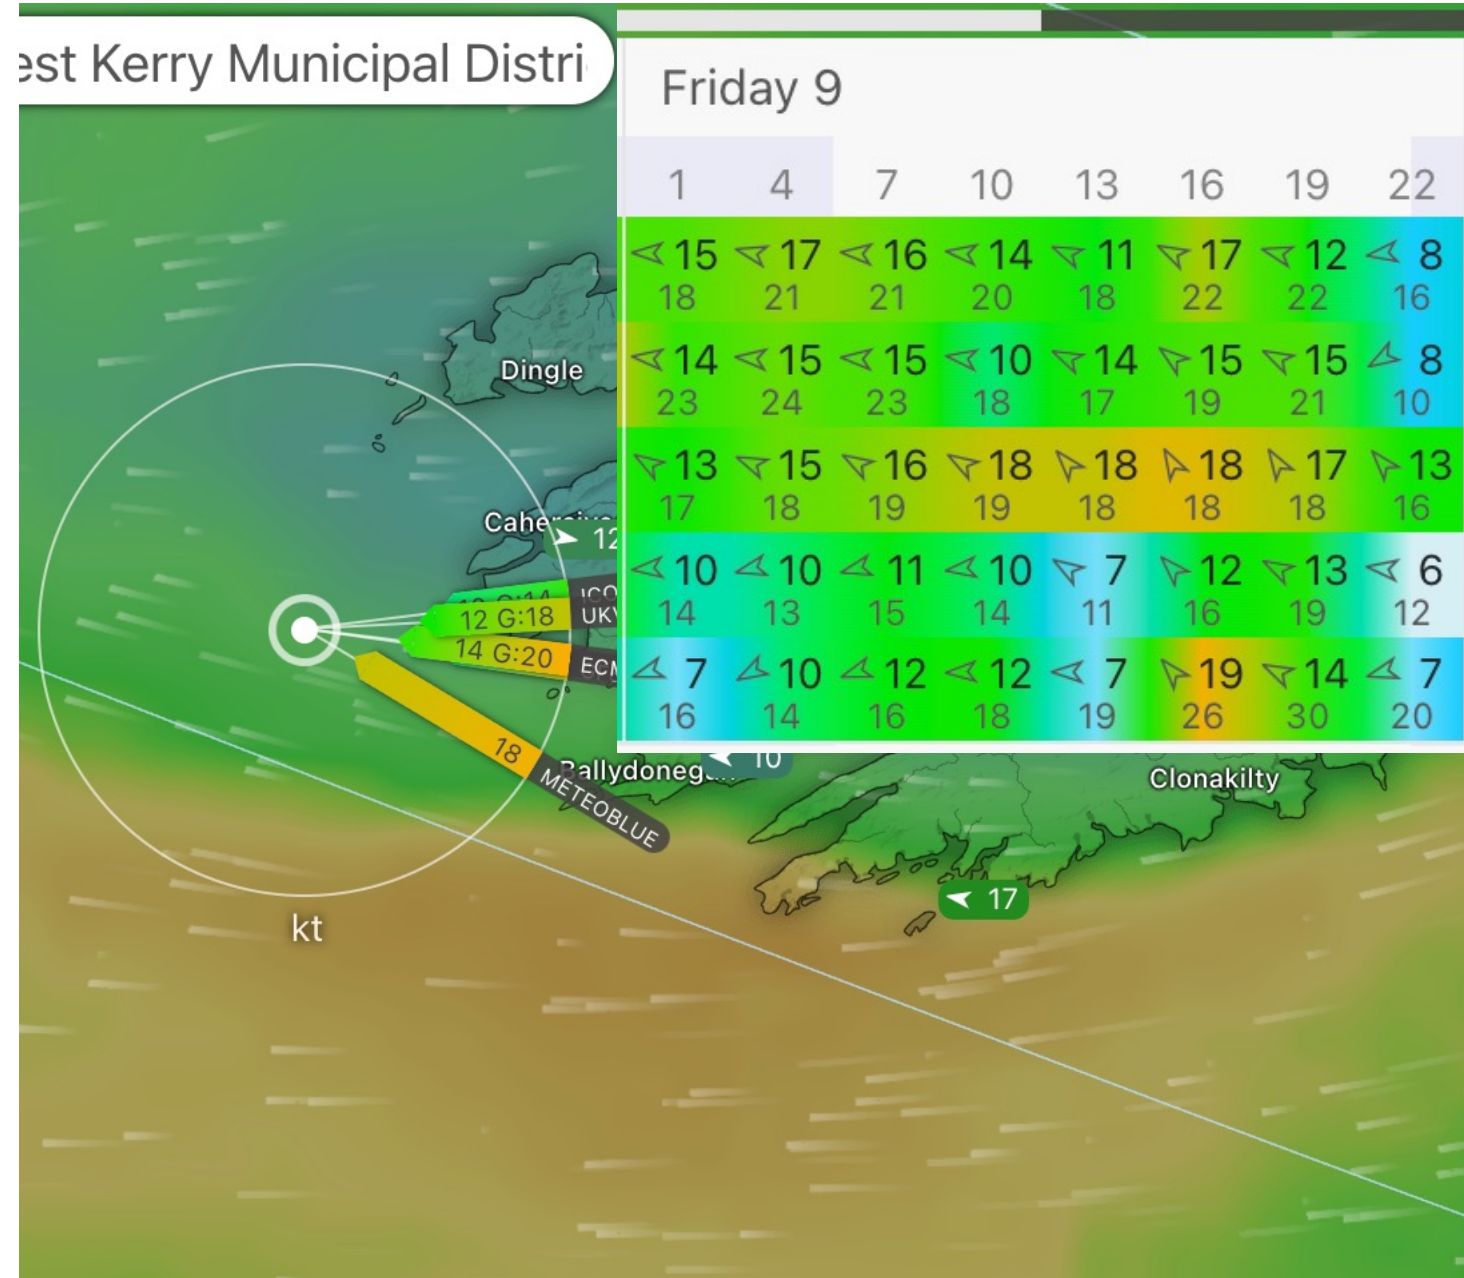 est Kerry Municipal Distri
Friday 9
1 4 7 10 13 16 19 22
15 17 16 14 11 17 12 8
18 21 21 20 18 22 22 16
14 15 15 10 14 15 15 8
23 24 23 18 17 19 21 10
13 15 16 18 18 18 17 13
17 18 19 19 18 18 18 16
10 10 11 10 7 12 13 6
14 13 15 14 11 16 19 12
7 10 12 12 7 19 14 7
16 14 16 18 19 26 30 20
Dingle
12
ICO
12 G:18 UK
14 G:20 ECM
18 METEOBLUE
10
Clonakilty
17
kt